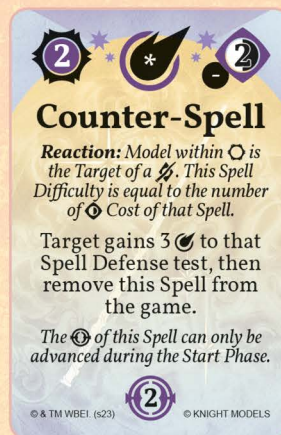 2 * - 2
Counter-Spell
Reaction: Model within is
the Target of a . This Spell
Difficulty is equal to the number
of Cost of that Spell.
Target gains 3 to that
Spell Defense test, then
remove this Spell from
the game.
The of this Spell can only be
advanced during the Start Phase.
2
© & TM WBEI. (s23) © KNIGHT MODELS